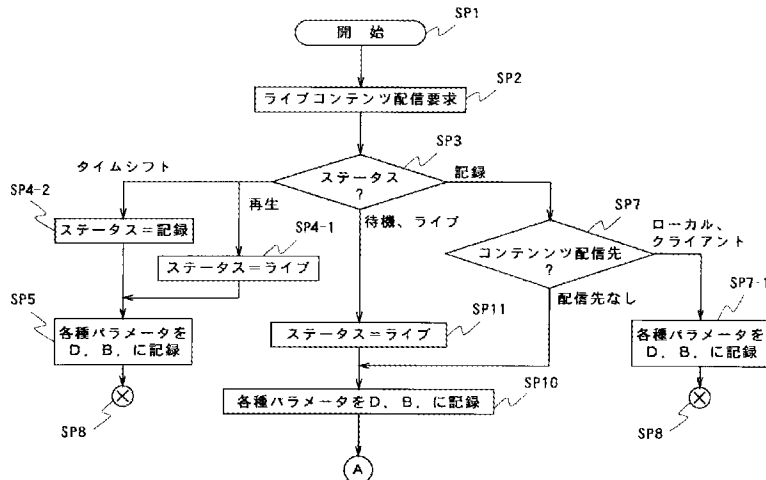 SP1
開始
SP2
ライブコンテンツ配信要求
SP3
ステータス
?
タイムシフト
記録
SP4-2
再生
待機、ライブ
SP7
ローカル、
クライアント
ステータス=記録
SP4-1
ステータス=ライブ
コンテンンツ配信先
?
SP5
SP11
配信先なし
SP7-1
各種パラメータを
D. B. に記録
ステータス=ライブ
各種パラメータを
D. B. に記録
SP10
各種パラメータをD. B. に記録
SP8
SP8
A